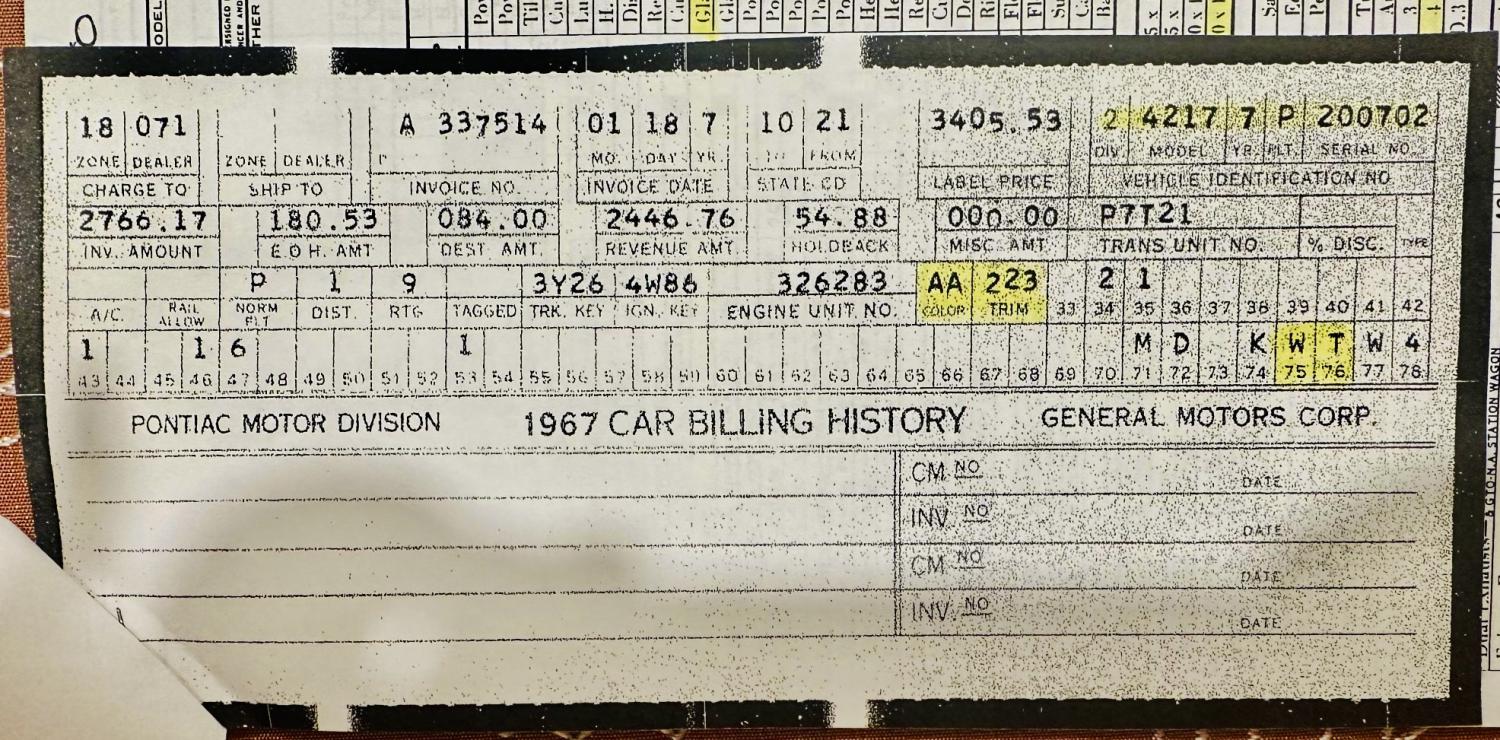 18 071 A 337514 01 18 7 10 21 3405.53 2 4217 7 P 200702
ZONE DEALER ZONE DEALER MO. DAY YR. TO FROM DIV. MODEL YR. PLT. SERIAL NO.
CHARGE TO SHIP TO INVOICE NO. INVOICE DATE STATE CD LABEL PRICE VEHICLE IDENTIFICATION NO
2766.17 180.53 084.00 2446.76 54.88 000.00 P7T21
INV. AMOUNT E.O.H. AMT DEST. AMT. REVENUE AMT. HOLDBACK MISC. AMT. TRANS UNIT NO. % DISC. TYPE
P 1 9 3Y26 4W86 326283 AA 223 2 1
A/C. RAIL ALLOW NORM PLT DIST. RTG TAGGED TRK. KEY IGN. KEY ENGINE UNIT NO. COLOR TRIM 33 34 35 36 37 38 39 40 41 42
1 1 6 1 M D K W T W 4
43 44 45 46 47 48 49 50 51 52 53 54 55 56 57 58 59 60 61 62 63 64 65 66 67 68 69 70 71 72 73 74 75 76 77 78
PONTIAC MOTOR DIVISION 1967 CAR BILLING HISTORY GENERAL MOTORS CORP.
CM NO DATE
INV. NO DATE
CM NO DATE
INV. NO DATE
& GTO-N.A. STATION WAGON